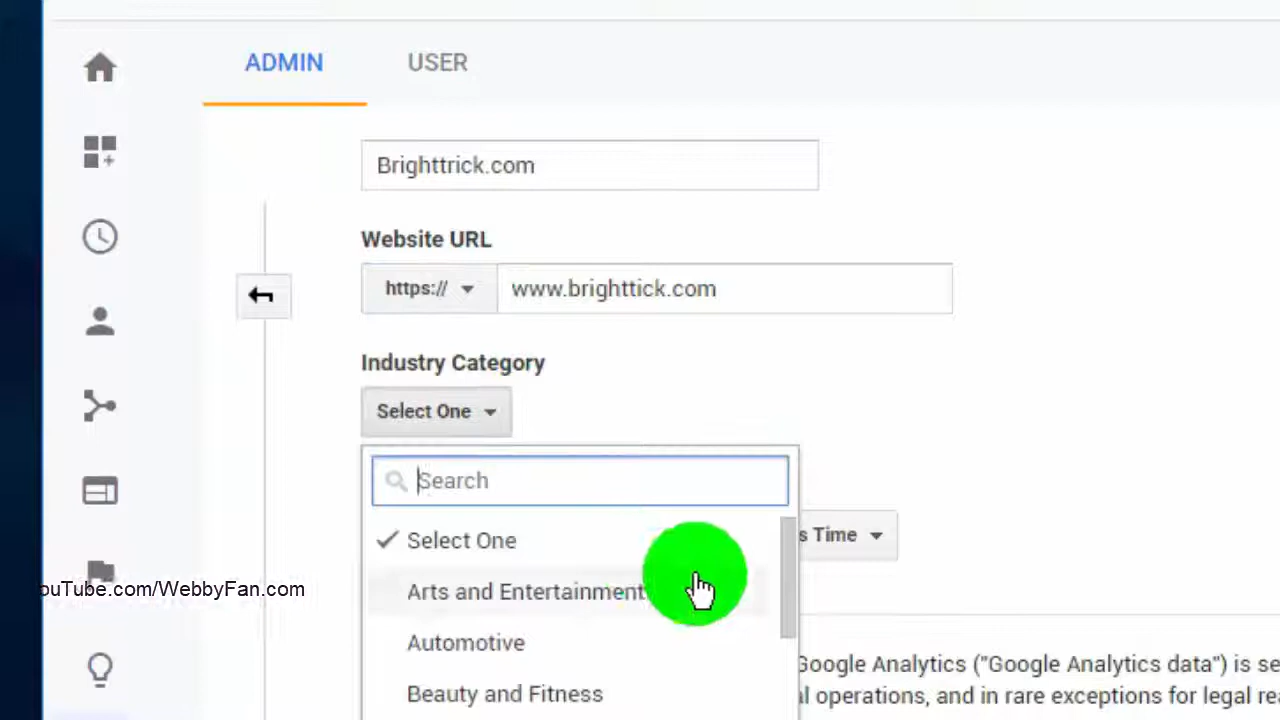 ADMIN USER
Brighttrick.com
Website URL
https:// www.brighttick.com
Industry Category
Select One
Search
Select One
s Time
Arts and Entertainment
ouTube.com/WebbyFan.com
Automotive
Google Analytics ("Google Analytics data") is se
Beauty and Fitness
al operations, and in rare exceptions for legal rea